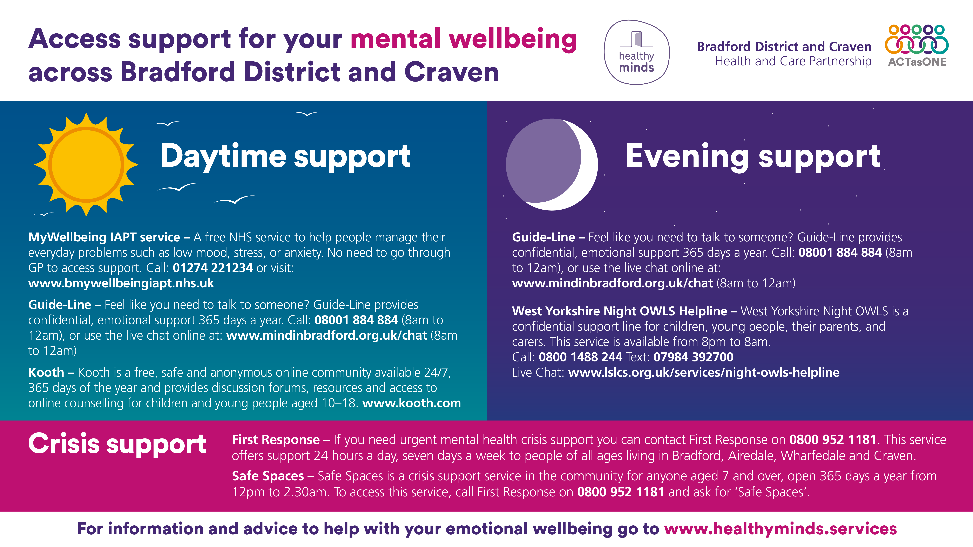 Access support for your mental wellbeing
across Bradford District and Craven
healthy
minds
Bradford District and Craven
Health and Care Partnership
ACTasONE
Daytime support
MyWellbeing IAPT service – A free NHS service to help people manage their
everyday problems such as low mood, stress, or anxiety. No need to go through
GP to access support. Call: 01274 221234 or visit:
www.bmywellbeingiapt.nhs.uk
Guide-Line – Feel like you need to talk to someone? Guide-Line provides
confidential, emotional support 365 days a year. Call: 08001 884 884 (8am to
12am), or use the live chat online at: www.mindinbradford.org.uk/chat (8am
to 12am)
Kooth – Kooth is a free, safe and anonymous online community available 24/7,
365 days of the year and provides discussion forums, resources and access to
online counselling for children and young people aged 10–18. www.kooth.com
Evening support
Guide-Line – Feel like you need to talk to someone? Guide-Line provides
confidential, emotional support 365 days a year. Call: 08001 884 884 (8am
to 12am), or use the live chat online at:
www.mindinbradford.org.uk/chat (8am to 12am)
West Yorkshire Night OWLS Helpline – West Yorkshire Night OWLS is a
confidential support line for children, young people, their parents, and
carers. This service is available from 8pm to 8am.
Call: 0800 1488 244 Text: 07984 392700
Live Chat: www.lslcs.org.uk/services/night-owls-helpline
Crisis support
First Response – If you need urgent mental health crisis support you can contact First Response on 0800 952 1181. This service
offers support 24 hours a day, seven days a week to people of all ages living in Bradford, Airedale, Wharfedale and Craven.
Safe Spaces – Safe Spaces is a crisis support service in the community for anyone aged 7 and over, open 365 days a year from
12pm to 2.30am. To access this service, call First Response on 0800 952 1181 and ask for ‘Safe Spaces’.
For information and advice to help with your emotional wellbeing go to www.healthyminds.services